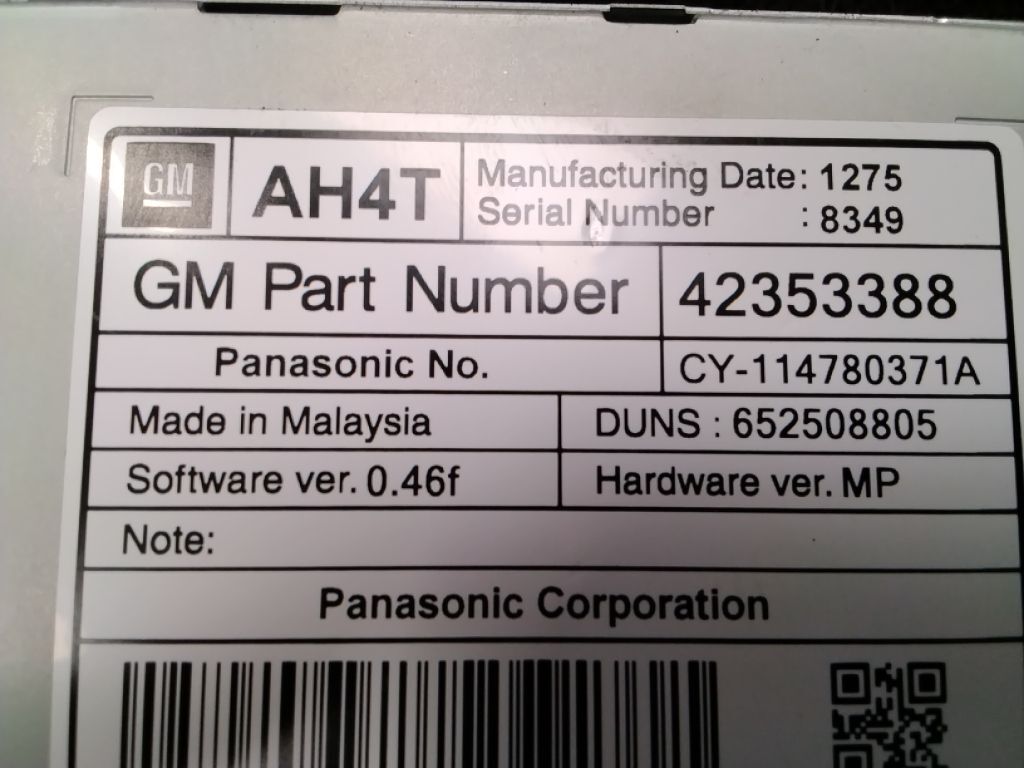 GM
AH4T
Manufacturing Date: 1275
Serial Number : 8349
GM Part Number 42353388
Panasonic No. CY-114780371A
Made in Malaysia DUNS : 652508805
Software ver. 0.46f Hardware ver. MP
Note:
Panasonic Corporation